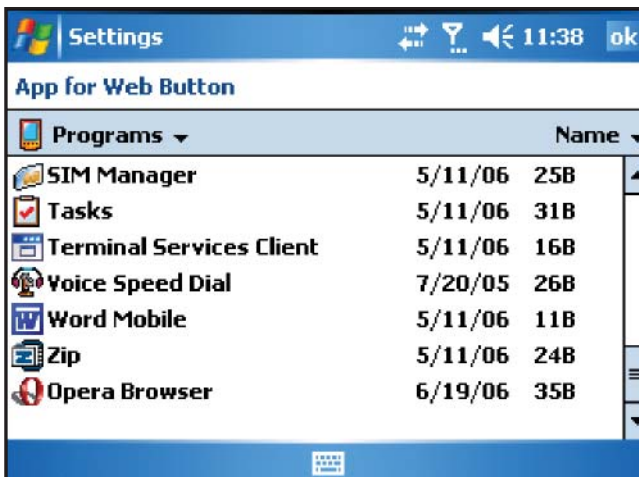 Settings 11:38 ok
App for Web Button
Programs Name
SIM Manager 5/11/06 25B
Tasks 5/11/06 31B
Terminal Services Client 5/11/06 16B
Voice Speed Dial 7/20/05 26B
Word Mobile 5/11/06 11B
Zip 5/11/06 24B
Opera Browser 6/19/06 35B